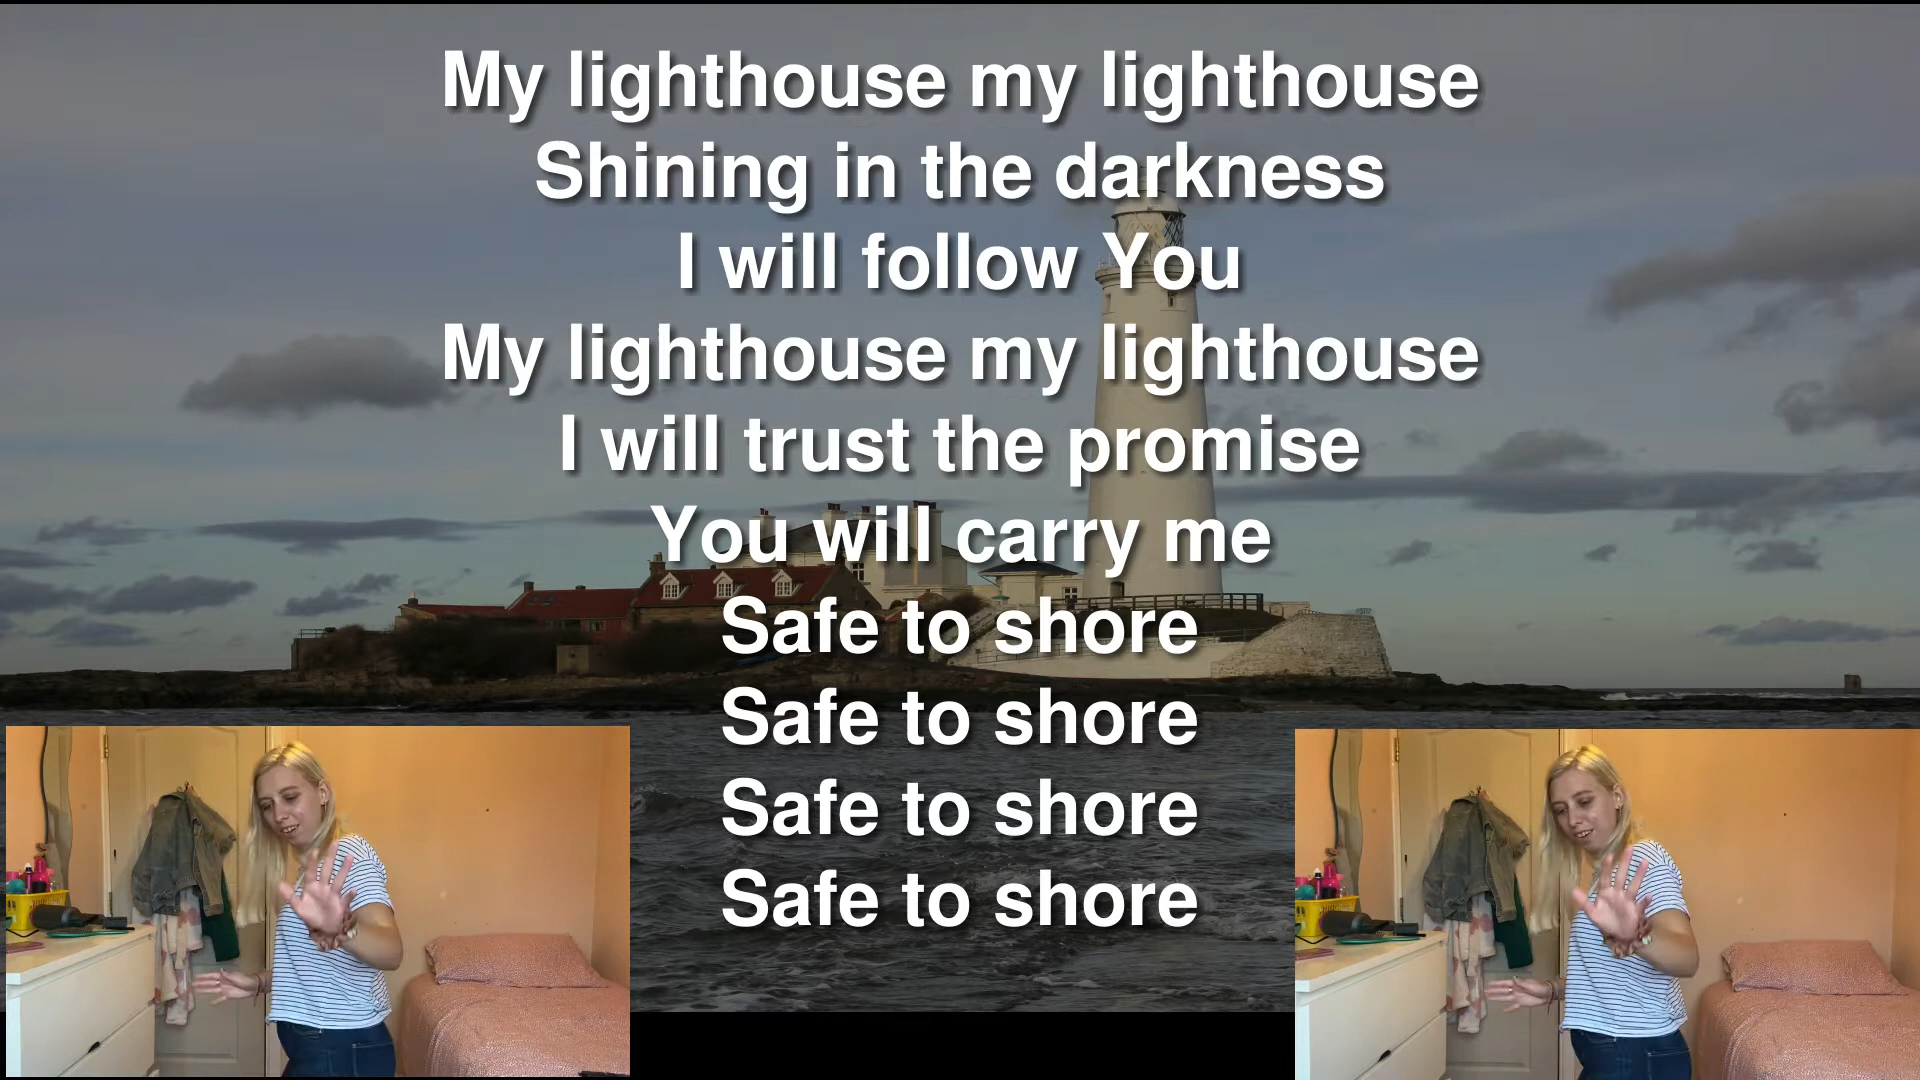 My lighthouse my lighthouse
Shining in the darkness
I will follow You
My lighthouse my lighthouse
I will trust the promise
You will carry me
Safe to shore
Safe to shore
Safe to shore
Safe to shore